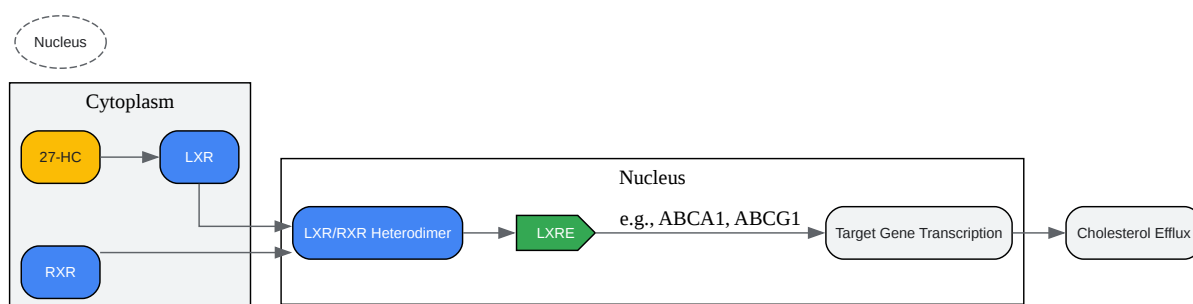 Nucleus
Cytoplasm
27-HC
LXR
RXR
Nucleus
LXR/RXR Heterodimer
LXRE
e.g., ABCA1, ABCG1
Target Gene Transcription
Cholesterol Efflux